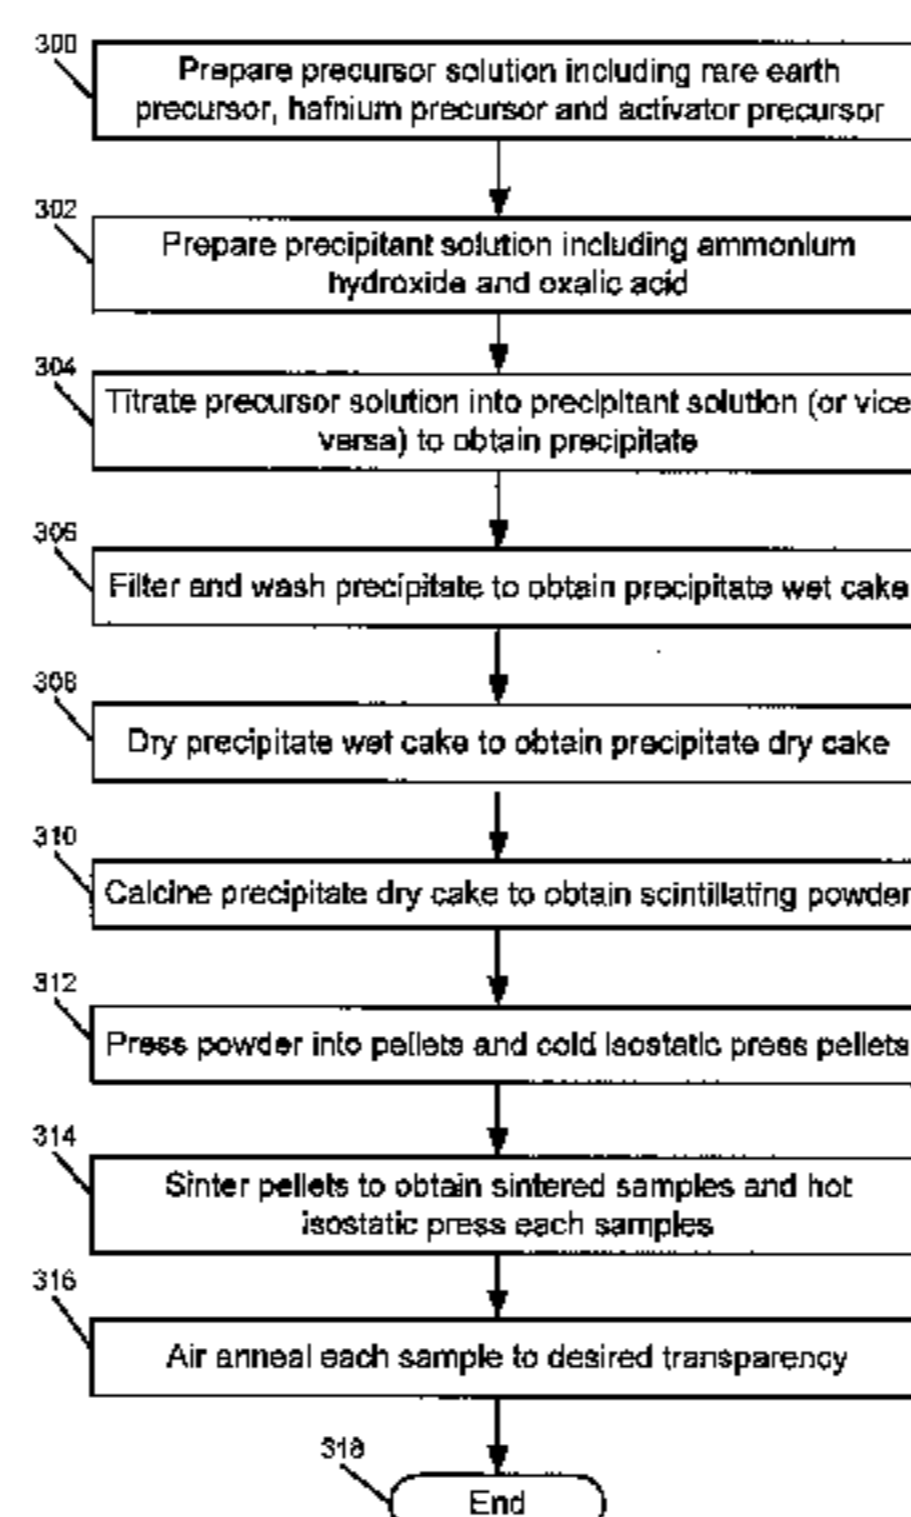 300
Prepare precursor solution including rare earth
precursor, hafnium precursor and activator precursor
302
Prepare precipitant solution including ammonium
hydroxide and oxalic acid
304
Titrate precursor solution into precipitant solution (or vice
versa) to obtain precipitate
306
Filter and wash precipitate to obtain precipitate wet cake
308
Dry precipitate wet cake to obtain precipitate dry cake
310
Calcine precipitate dry cake to obtain scintillating powder
312
Press powder into pellets and cold isostatic press pellets
314
Sinter pellets to obtain sintered samples and hot
isostatic press each samples
316
Air anneal each sample to desired transparency
318
End